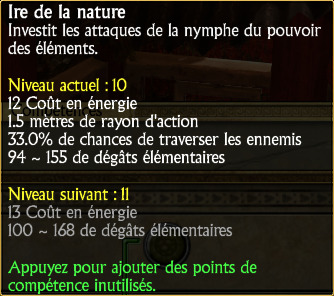 Ire de la nature
Investit les attaques de la nymphe du pouvoir
des éléments.
Niveau actuel : 10
12 Coût en énergie
1.5 mètres de rayon d'action
33.0% de chances de traverser les ennemis
94 ~ 155 de dégâts élémentaires
Niveau suivant : 11
13 Coût en énergie
100 ~ 168 de dégâts élémentaires
Appuyez pour ajouter des points de
compétence inutilisés.